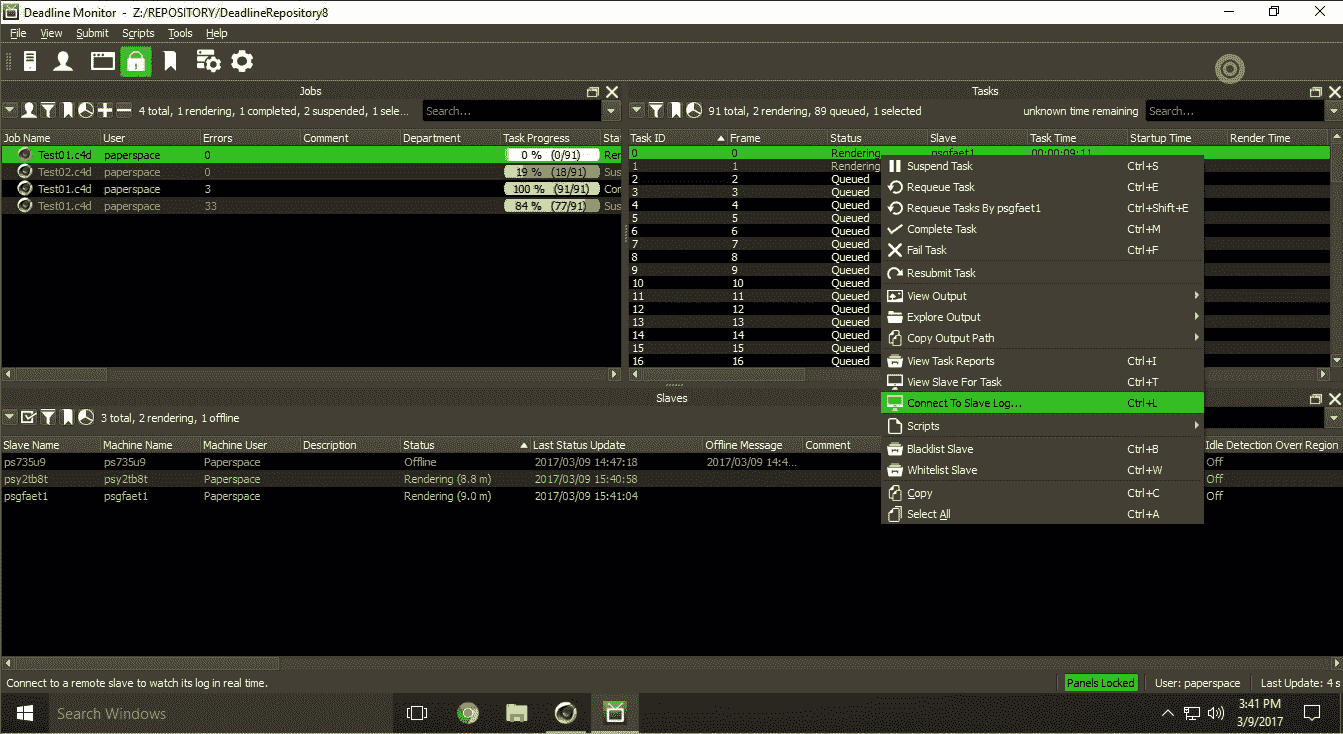 Deadline Monitor - Z:/REPOSITORY/DeadlineRepository8
File View Submit Scripts Tools Help
Jobs
4 total, 1 rendering, 1 completed, 2 suspended, 1 sele... Search...
Job Name User Errors Comment Department Task Progress Stat
Test01.c4d paperspace 0 0 % (0/91) Ren
Test02.c4d paperspace 0 19 % (18/91) Sus
Test01.c4d paperspace 3 100 % (91/91) Com
Test01.c4d paperspace 33 84 % (77/91) Sus
Tasks
91 total, 2 rendering, 89 queued, 1 selected unknown time remaining Search...
Task ID Frame Status Slave Task Time Startup Time Render Time
0 0 Rendering psgfaet1 00:00:09:11
1 1 Rendering
2 2 Queued
3 3 Queued
4 4 Queued
5 5 Queued
6 6 Queued
7 7 Queued
8 8 Queued
9 9 Queued
10 10 Queued
11 11 Queued
12 12 Queued
13 13 Queued
14 14 Queued
15 15 Queued
16 16 Queued
Suspend Task Ctrl+S
Requeue Task Ctrl+E
Requeue Tasks By psgfaet1 Ctrl+Shift+E
Complete Task Ctrl+M
Fail Task Ctrl+F
Resubmit Task
View Output
Explore Output
Copy Output Path
View Task Reports Ctrl+I
View Slave For Task Ctrl+T
Connect To Slave Log... Ctrl+L
Scripts
Blacklist Slave Ctrl+B
Whitelist Slave Ctrl+W
Copy Ctrl+C
Select All Ctrl+A
Slaves
3 total, 2 rendering, 1 offline
Slave Name Machine Name Machine User Description Status Last Status Update Offline Message Comment Idle Detection Overr Region
ps735u9 ps735u9 Paperspace Offline 2017/03/09 14:47:18 2017/03/09 14:4... Off
psy2tb8t psy2tb8t Paperspace Rendering (8.8 m) 2017/03/09 15:40:58 Off
psgfaet1 psgfaet1 Paperspace Rendering (9.0 m) 2017/03/09 15:41:04 Off
Connect to a remote slave to watch its log in real time. Panels Locked User: paperspace Last Update: 4 s
Search Windows
3:41 PM
3/9/2017